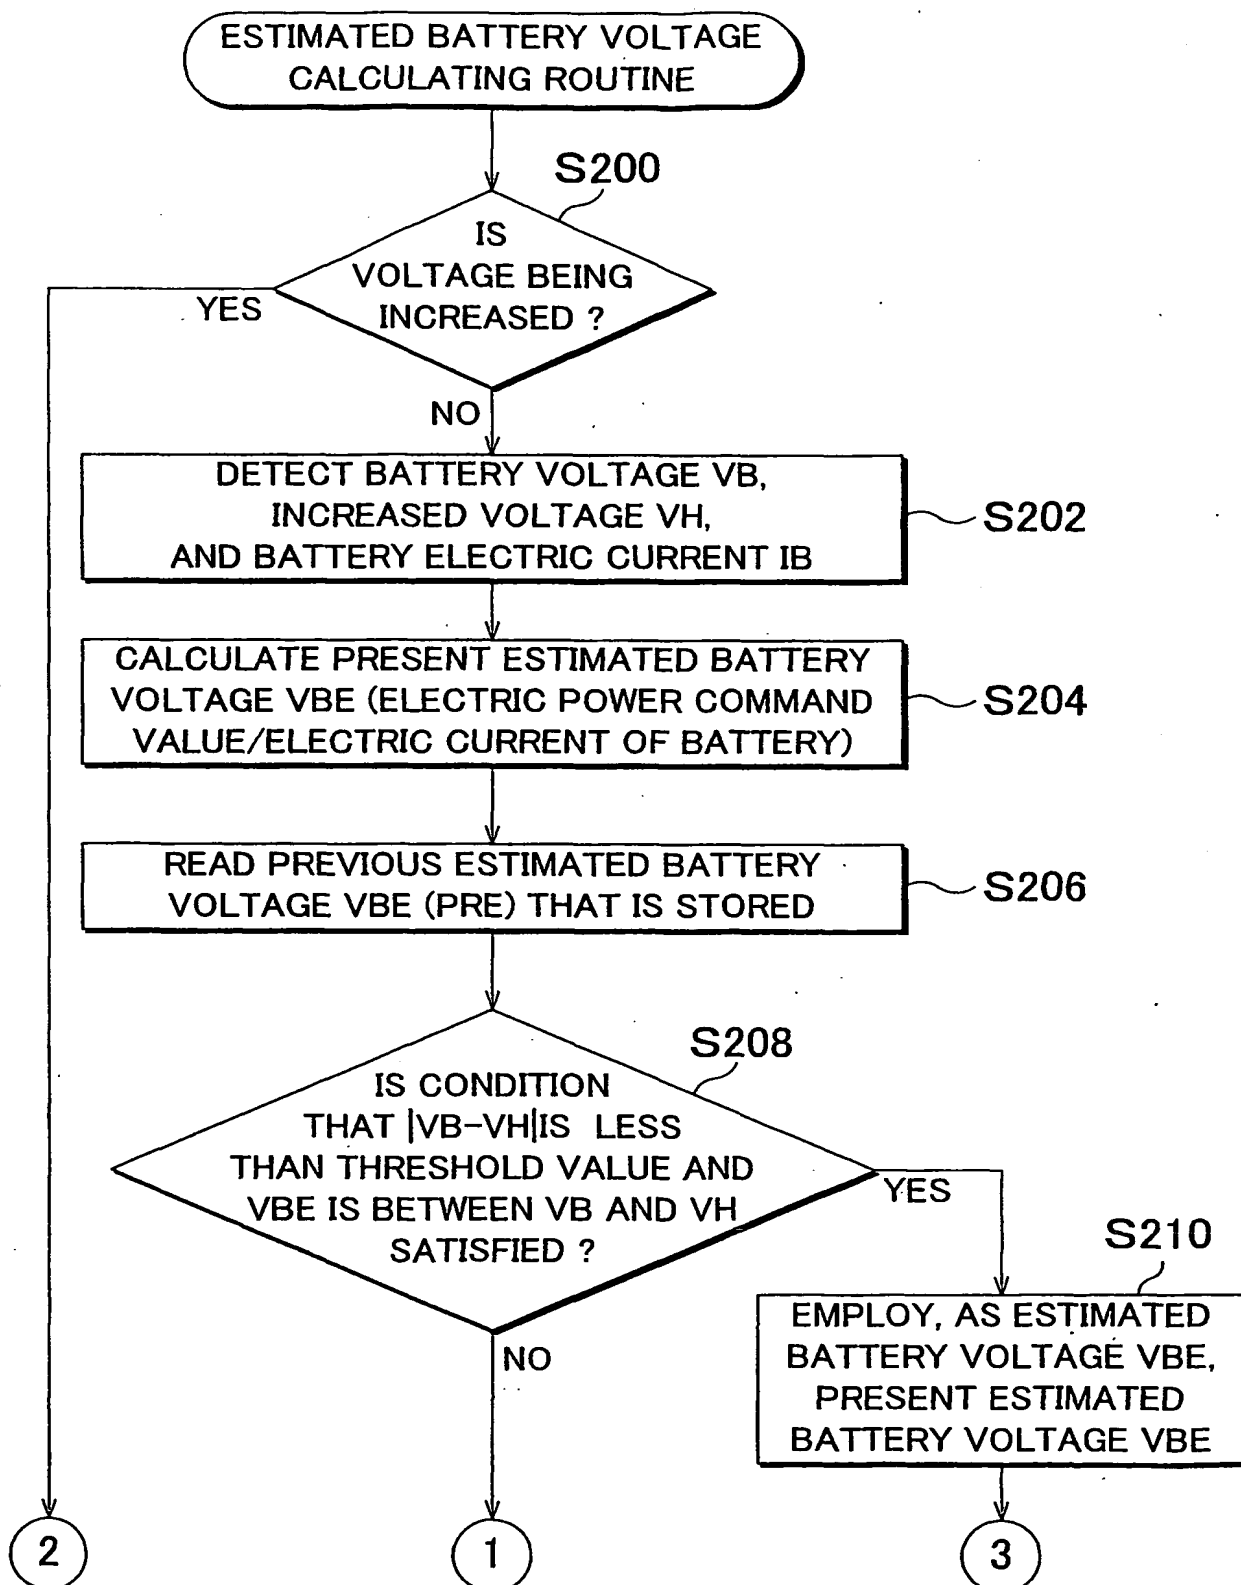 ESTIMATED BATTERY VOLTAGE
CALCULATING ROUTINE
S200
IS
VOLTAGE BEING
INCREASED ?
YES
NO
DETECT BATTERY VOLTAGE VB,
INCREASED VOLTAGE VH,
AND BATTERY ELECTRIC CURRENT IB
S202
CALCULATE PRESENT ESTIMATED BATTERY
VOLTAGE VBE (ELECTRIC POWER COMMAND
VALUE/ELECTRIC CURRENT OF BATTERY)
S204
READ PREVIOUS ESTIMATED BATTERY
VOLTAGE VBE (PRE) THAT IS STORED
S206
S208
IS CONDITION
THAT |VB-VH|IS LESS
THAN THRESHOLD VALUE AND
VBE IS BETWEEN VB AND VH
SATISFIED ?
YES
NO
S210
EMPLOY, AS ESTIMATED
BATTERY VOLTAGE VBE,
PRESENT ESTIMATED
BATTERY VOLTAGE VBE
2
1
3